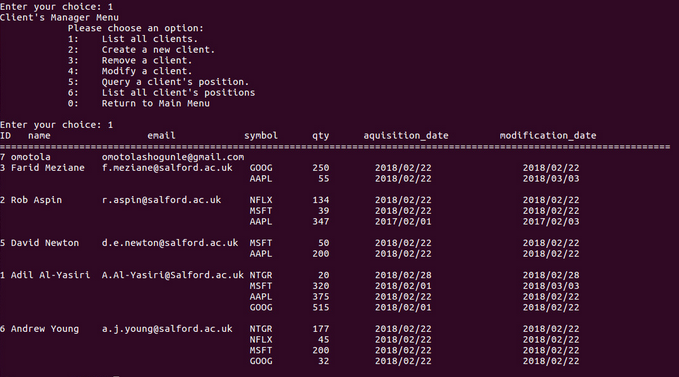 Enter your choice: 1
Client's Manager Menu
Please choose an option:
1: List all clients.
2: Create a new client.
3: Remove a client.
4: Modify a client.
5: Query a client's position.
6: List all client's positions
0: Return to Main Menu
Enter your choice: 1
ID name email symbol qty aquisition_date modification_date
================================================================================
7 omotola omotolashogunle@gmail.com
3 Farid Meziane f.meziane@salford.ac.uk GOOG 250 2018/02/22 2018/02/22
AAPL 55 2018/02/22 2018/03/03
2 Rob Aspin r.aspin@salford.ac.uk NFLX 134 2018/02/22 2018/02/22
MSFT 39 2018/02/22 2018/02/22
AAPL 347 2017/02/01 2017/02/03
5 David Newton d.e.newton@salford.ac.uk MSFT 50 2018/02/22 2018/02/22
AAPL 200 2018/02/22 2018/02/22
1 Adil Al-Yasiri A.Al-Yasiri@Salford.ac.uk NTGR 20 2018/02/28 2018/02/28
MSFT 320 2018/02/01 2018/03/03
AAPL 375 2018/02/22 2018/02/22
GOOG 515 2018/02/01 2018/02/22
6 Andrew Young a.j.young@salford.ac.uk NTGR 177 2018/02/22 2018/02/22
NFLX 45 2018/02/22 2018/02/22
MSFT 200 2018/02/22 2018/02/22
GOOG 32 2018/02/22 2018/02/22